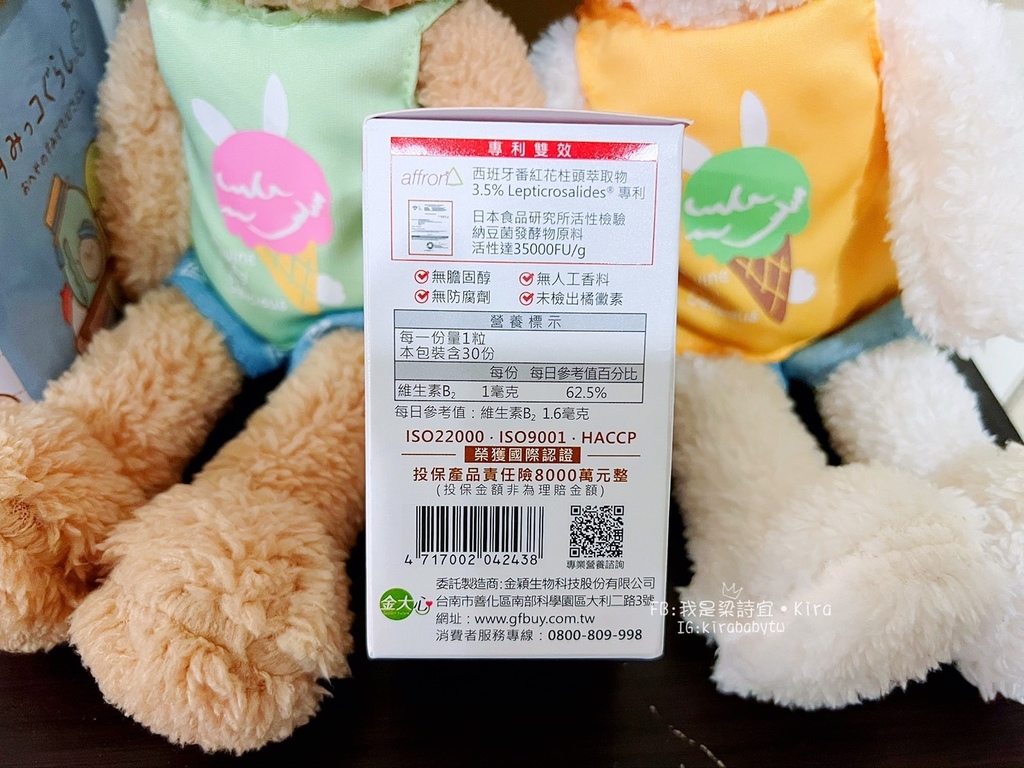 すみっコぐらし
専利雙效
affron
西班牙番紅花柱頭萃取物
3.5% Lepticrosalides® 專利
日本食品研究所活性檢驗
納豆菌發酵物原料
活性達35000FU/g
無膽固醇
無人工香料
無防腐劑
未檢出橘黴素
營養標示
每一份量1粒
本包裝含30份
每份 每日參考值百分比
維生素B₂ 1毫克 62.5%
每日參考值：維生素B₂ 1.6毫克
ISO22000．ISO9001．HACCP
榮獲國際認證
投保產品責任險8000萬元整
(投保金額非為理賠金額)
4 717002 042438
專業營養諮詢
金大心
委託製造商:金穎生物科技股份有限公司
台南市善化區南部科學園區大利二路3號
網址：www.gfbuy.com.tw
消費者服務專線：0800-809-998
FB:我是梁詩宜•Kira
IG:kirababytw